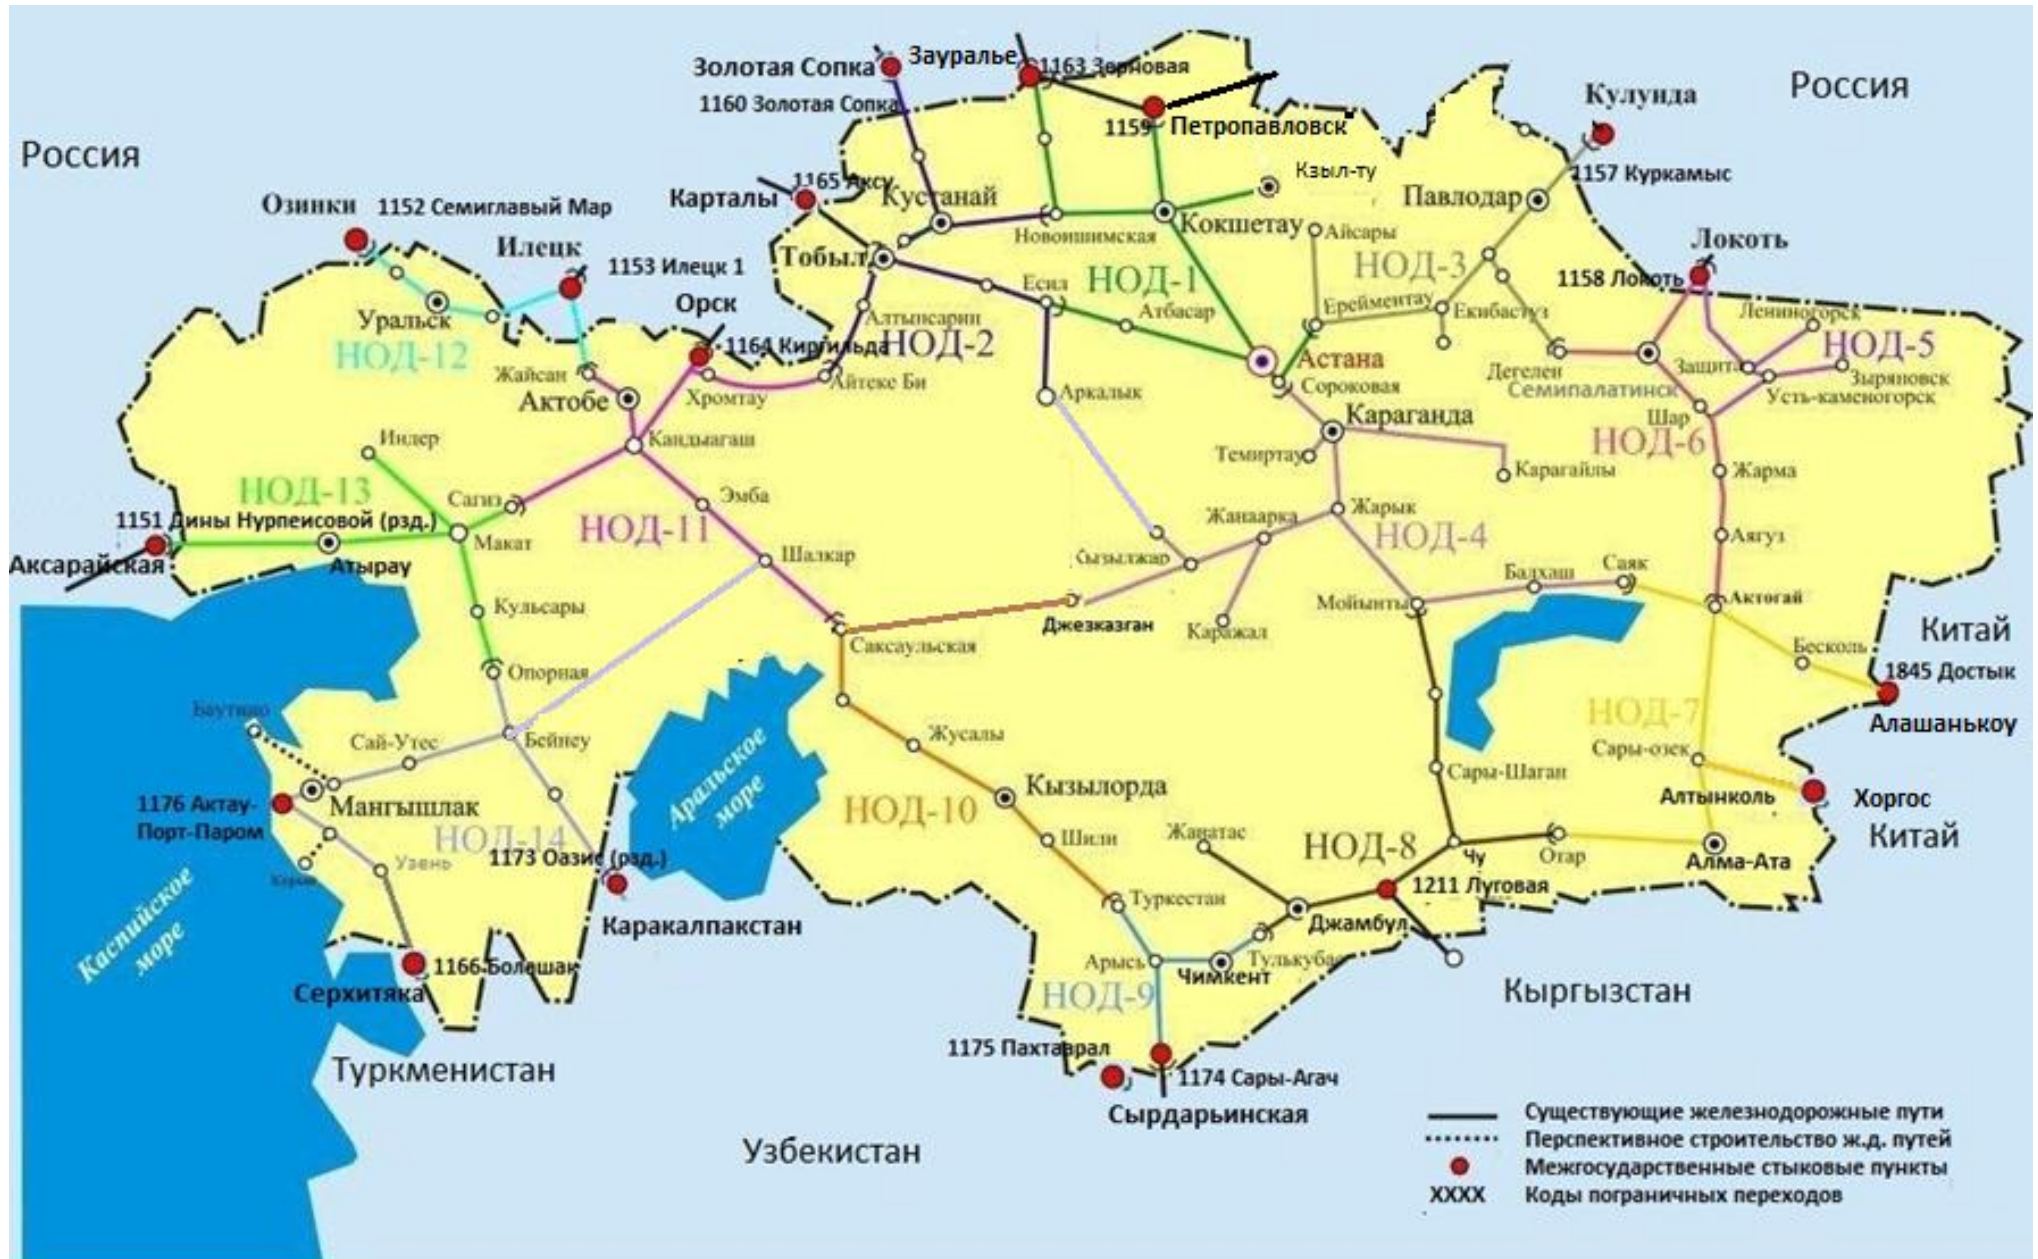 Золотая Сопка
1160 Золотая Сопка
Зауралье
1163 Зерновая
1159
Петропавловск
Россия
Кулунда
1157 Куркамыс
Россия
Озинки
1152 Семиглавый Мар
Илецк
1153 Илецк 1
Карталы
1165 Аксу
Кустанай
Тобыл
Новоишимская
Кокшетау
Кзыл-ту
Павлодар
Айсары
НОД-3
Локоть
1158 Локоть
Лениногорск
Орск
1164 Киргильда
Уральск
НОД-12
Алтынсарин
НОД-2
Есил
НОД-1
Атбасар
Ерейментау
Екибастуз
Астана
Сороковая
Дегелен
Семипалатинск
Защита
НОД-5
Зыряновск
Усть-каменогорск
Шар
НОД-6
Жайсан
Актобе
Хромтау
Айтеке Би
Аркалык
Караганда
Темиртау
Карагайлы
Жарма
Индер
Кандыагаш
НОД-13
Сагиз
Эмба
НОД-11
1151 Дины Нурпеисовой (рзд.)
Аксарайская
Атырау
Макат
Шалкар
Жанаарка
Жарык
НОД-4
Кызылжар
Аягуз
Балхаш
Саяк
Мойынты
Актогай
Кульсары
Джезказган
Каражал
Саксаульская
Китай
Бесколь
1845 Достык
Алашанькоу
Опорная
Баутино
Сай-Утес
Бейнеу
Аральское
море
Жусалы
НОД-7
Сары-озек
Сары-Шаган
Алтынколь
Хоргос
Китай
1176 Актау-
Порт-Паром
Мангышлак
НОД-14
Узень
1173 Оазис (рзд.)
Каракалпакстан
Кызылорда
НОД-10
Шили
Жанатас
НОД-8
Чу
Отар
Алма-Ата
1211 Луговая
Туркестан
Джамбул
Каспийское
море
1166 Болашак
Серхитяка
Арысь
Чимкент
Тулькубас
НОД-9
Кыргызстан
1175 Пахтаарал
1174 Сары-Агач
Сырдарьинская
Туркменистан
Узбекистан
Существующие железнодорожные пути
Перспективное строительство ж.д. путей
Межгосударственные стыковые пункты
XXXX Коды пограничных переходов